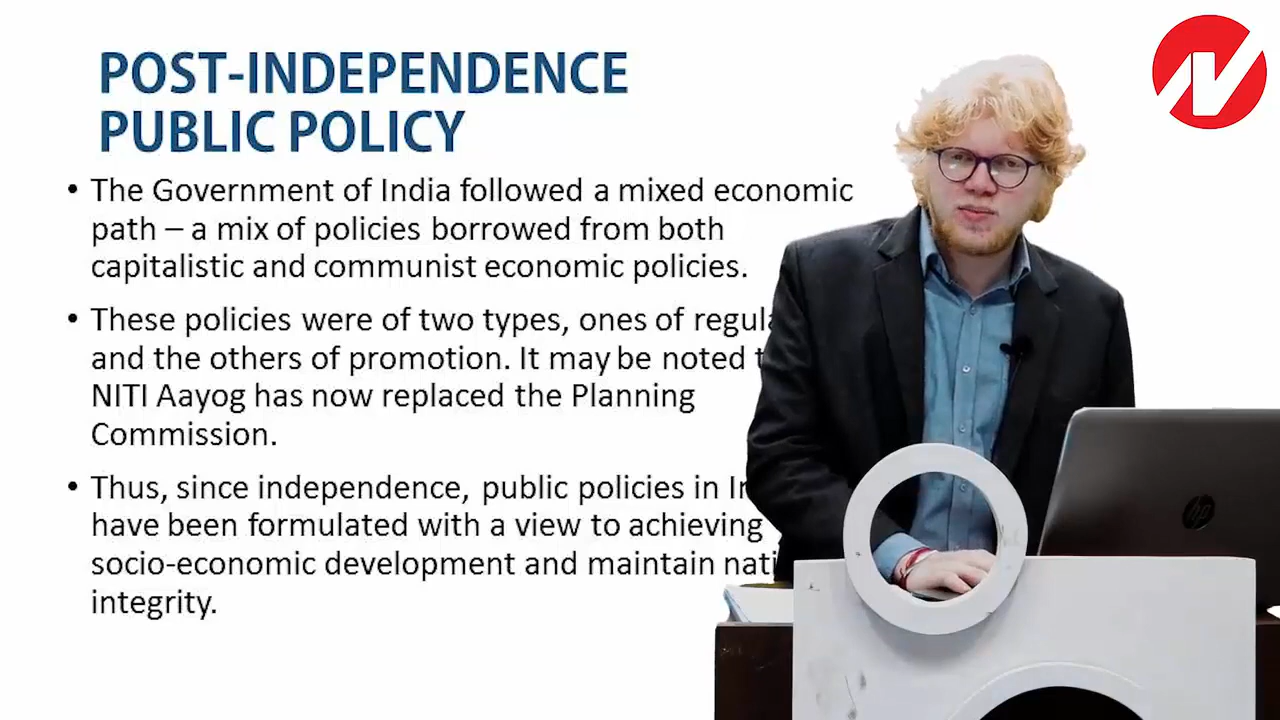 POST-INDEPENDENCE
PUBLIC POLICY
• The Government of India followed a mixed economic
path – a mix of policies borrowed from both
capitalistic and communist economic policies.
• These policies were of two types, ones of
and the others of promotion. It may be noted
NITI Aayog has now replaced the Planning
Commission.
• Thus, since independence, public policies in
have been formulated with a view to achieving
socio-economic development and maintain
integrity.
hp